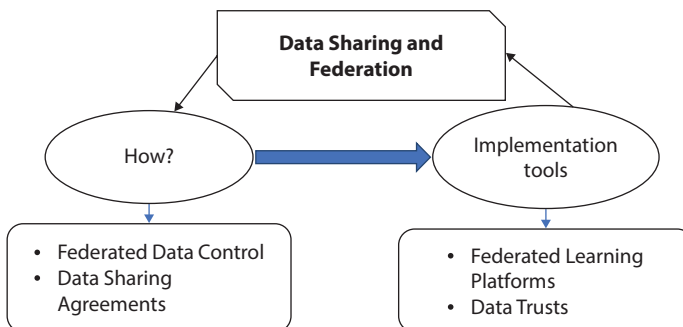 Data Sharing and
Federation
How?
Implementation
tools
• Federated Data Control
• Data Sharing
Agreements
• Federated Learning
Platforms
• Data Trusts